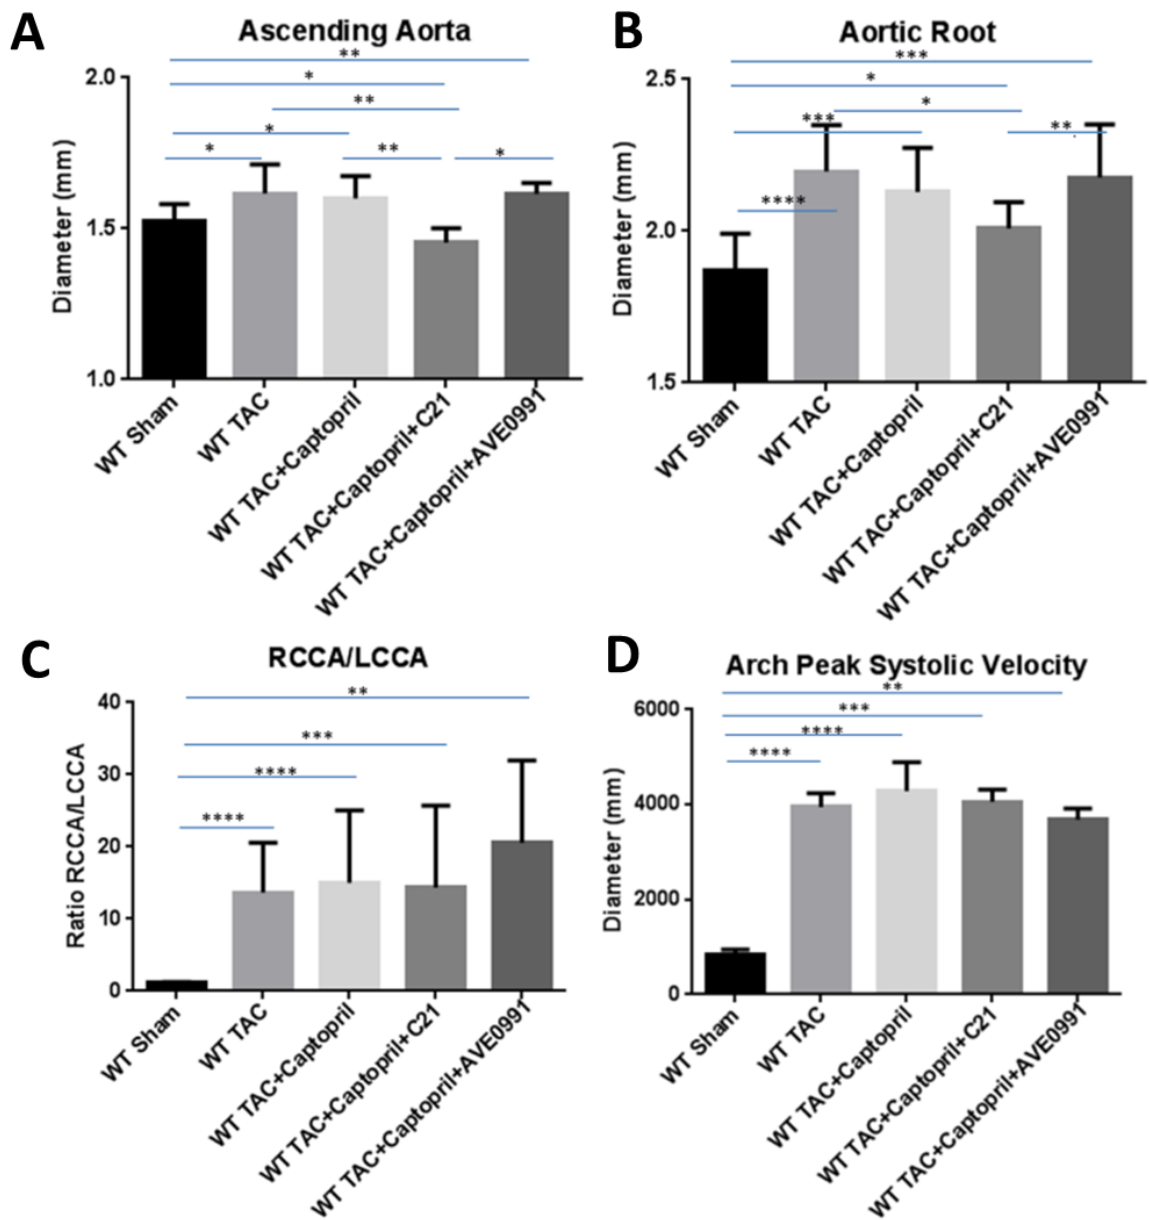 A
Ascending Aorta
**
*
**
*
*
**
*
Diameter (mm)
2.0
1.5
1.0
WT Sham
WT TAC
WT TAC+Captopril
WT TAC+Captopril+C21
WT TAC+Captopril+AVE0991
B
Aortic Root
***
*
*
***
**
****
Diameter (mm)
2.5
2.0
1.5
WT Sham
WT TAC
WT TAC+Captopril
WT TAC+Captopril+C21
WT TAC+Captopril+AVE0991
C
RCCA/LCCA
**
***
****
****
Ratio RCCA/LCCA
40
30
20
10
0
WT Sham
WT TAC
WT TAC+Captopril
WT TAC+Captopril+C21
WT TAC+Captopril+AVE0991
D
Arch Peak Systolic Velocity
**
***
****
****
Diameter (mm)
6000
4000
2000
0
WT Sham
WT TAC
WT TAC+Captopril
WT TAC+Captopril+C21
WT TAC+Captopril+AVE0991